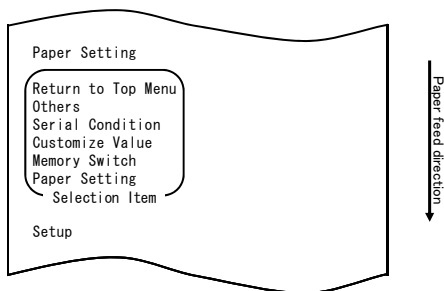 Paper Setting
Return to Top Menu
Others
Serial Condition
Customize Value
Memory Switch
Paper Setting
Selection Item
Setup
Paper feed direction